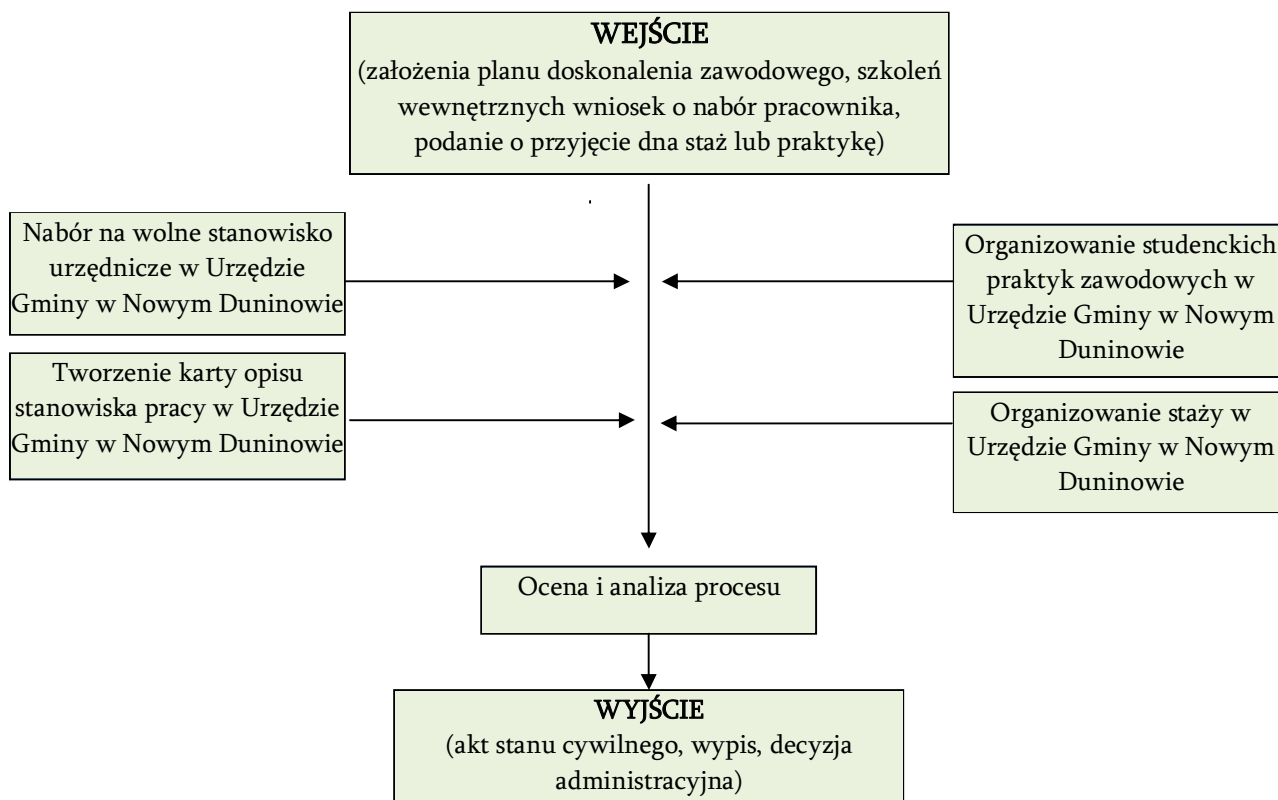 WEJŚCIE
(założenia planu doskonalenia zawodowego, szkoleń
wewnętrznych wniosek o nabór pracownika,
podanie o przyjęcie dna staż lub praktykę)
Nabór na wolne stanowisko
urzędnicze w Urzędzie
Gminy w Nowym Duninowie
Organizowanie studenckich
praktyk zawodowych w
Urzędzie Gminy w Nowym
Duninowie
Tworzenie karty opisu
stanowiska pracy w Urzędzie
Gminy w Nowym Duninowie
Organizowanie staży w
Urzędzie Gminy w Nowym
Duninowie
Ocena i analiza procesu
WYJŚCIE
(akt stanu cywilnego, wypis, decyzja
administracyjna)